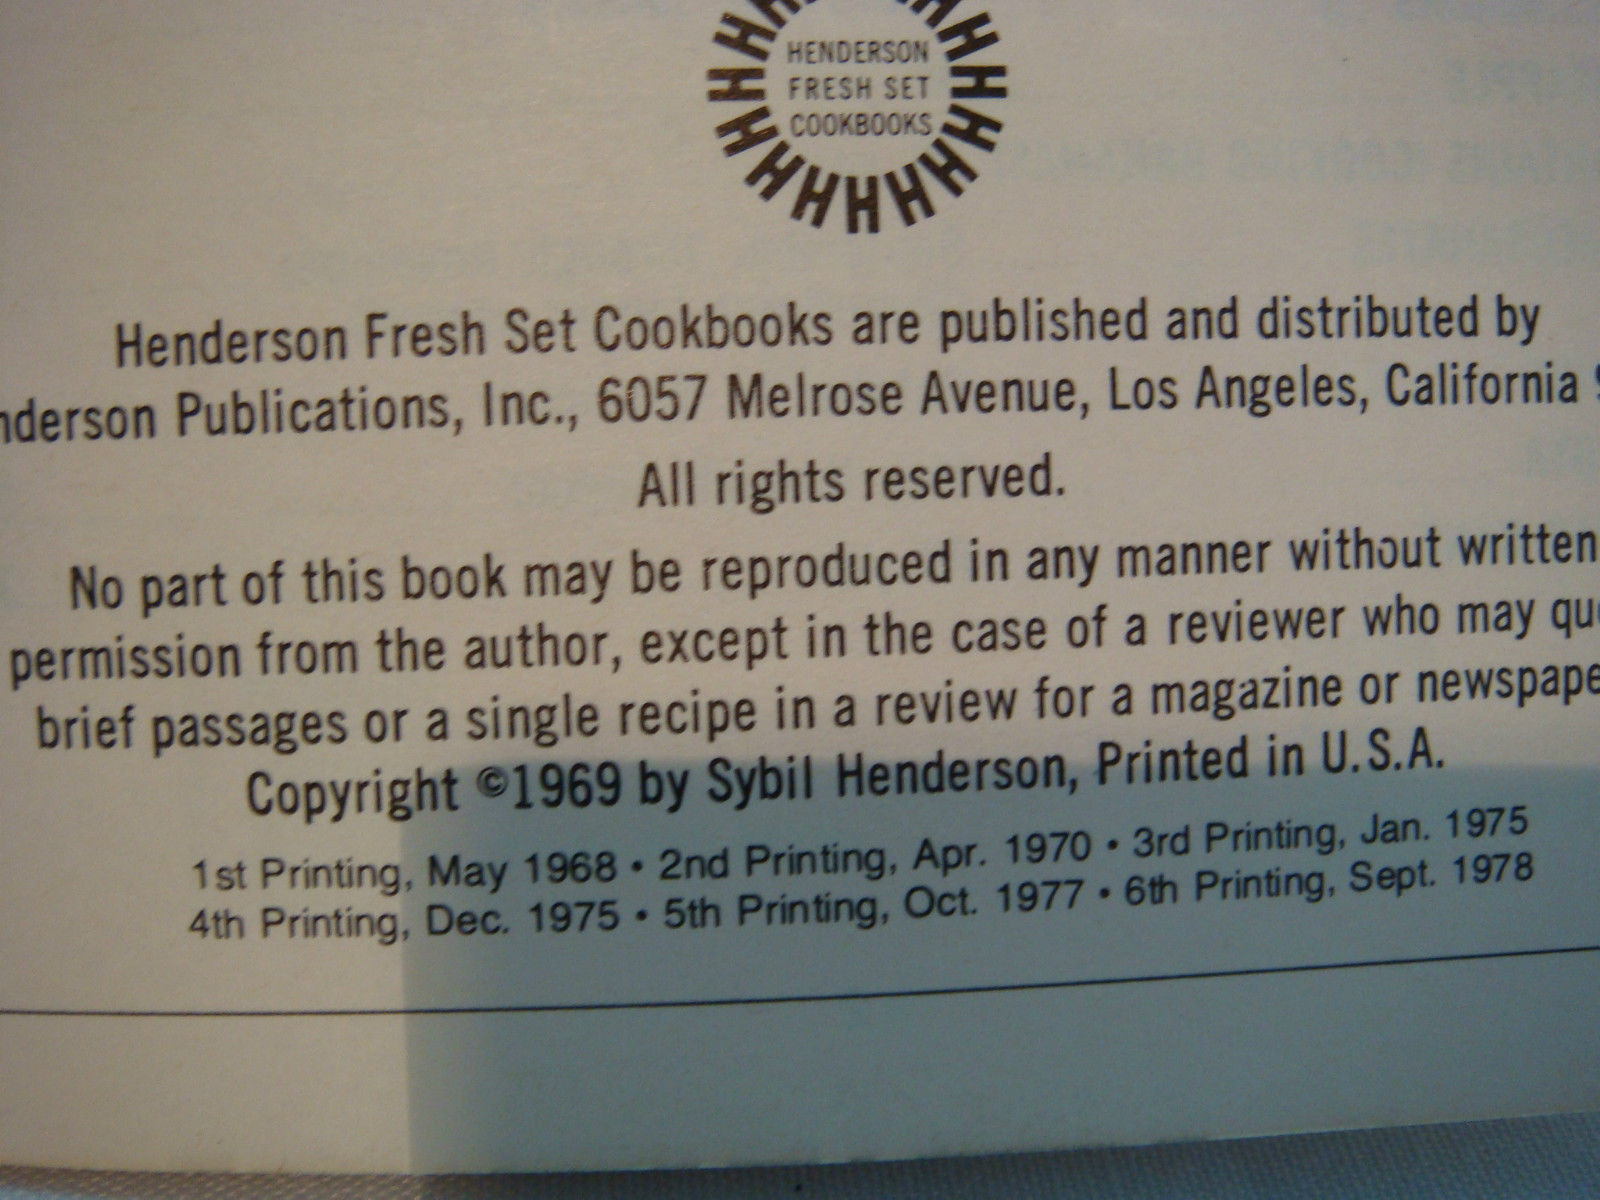 HENDERSON
FRESH SET
COOKBOOKS
Henderson Fresh Set Cookbooks are published and distributed by
nderson Publications, Inc., 6057 Melrose Avenue, Los Angeles, California 9
All rights reserved.
No part of this book may be reproduced in any manner without written
permission from the author, except in the case of a reviewer who may qu
brief passages or a single recipe in a review for a magazine or newspape
Copyright ©1969 by Sybil Henderson, Printed in U.S.A.
1st Printing, May 1968 • 2nd Printing, Apr. 1970 • 3rd Printing, Jan. 1975
4th Printing, Dec. 1975 • 5th Printing, Oct. 1977 • 6th Printing, Sept. 1978